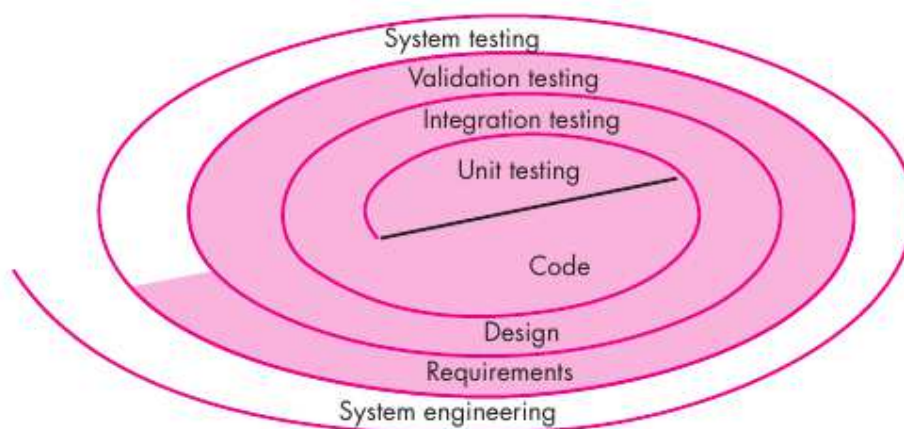 System testing
Validation testing
Integration testing
Unit testing
Code
Design
Requirements
System engineering